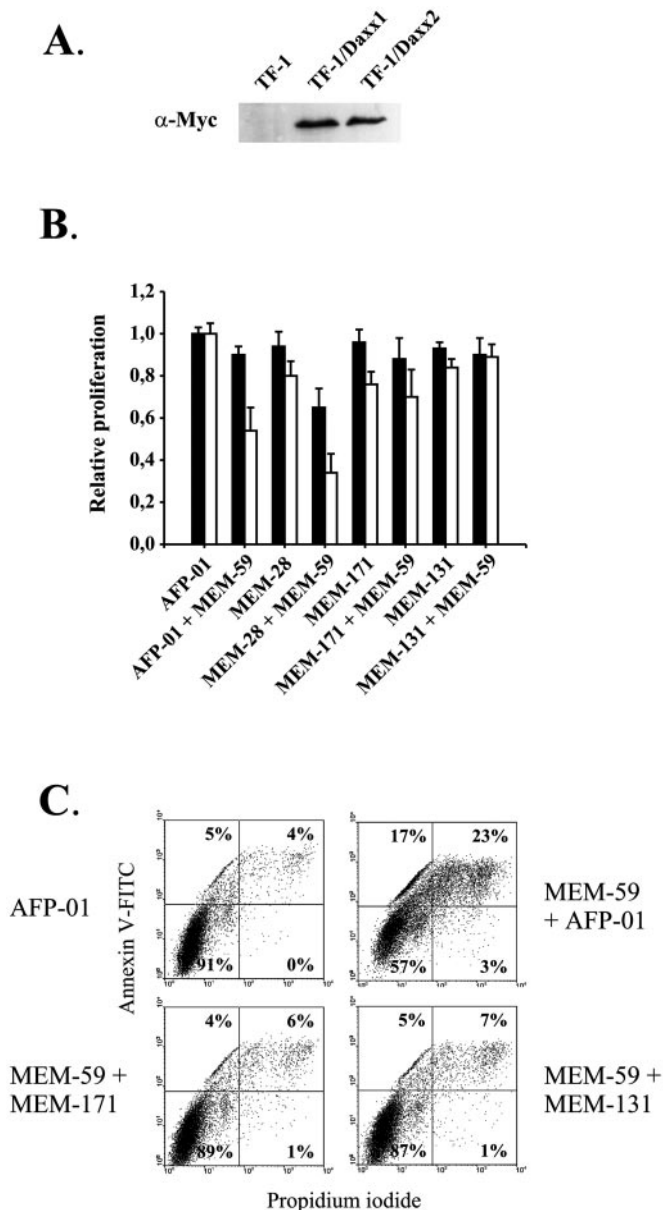 A.
TF-1
TF-1/Daxx1
TF-1/Daxx2
α-Myc
B.
Relative proliferation
1,2
1,0
0,8
0,6
0,4
0,2
0,0
AFP-01
AFP-01 + MEM-59
MEM-28
MEM-28 + MEM-59
MEM-171
MEM-171 + MEM-59
MEM-131
MEM-131 + MEM-59
C.
AFP-01
Annexin V-FITC
5% 4%
91% 0%
17% 23%
57% 3%
MEM-59
+ AFP-01
MEM-59 +
MEM-171
4% 6%
89% 1%
5% 7%
87% 1%
MEM-59 +
MEM-131
Propidium iodide